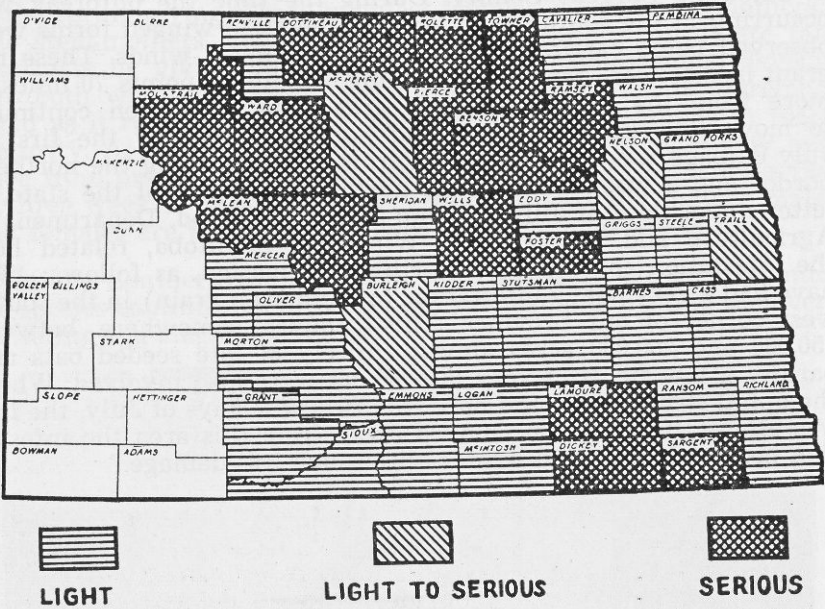 DIVIDE BURKE RENVILLE BOTTINEAU ROLETTE TOWNER CAVALIER PEMBINA
WILLIAMS MOUNTRAIL WARD MCHENRY PIERCE RAMSEY WALSH
BENSON
MCKENZIE NELSON GRAND FORKS
MCLEAN SHERIDAN WELLS EDDY
DUNN GRIGGS STEELE TRAILL
MERCER FOSTER
GOLDEN VALLEY BILLINGS OLIVER BURLEIGH KIDDER STUTSMAN BARNES CASS
STARK MORTON
SLOPE HETTINGER GRANT EMMONS LOGAN LAMOURE RANSOM RICHLAND
SIOUX
BOWMAN ADAMS MCINTOSH DICKEY SARGENT
LIGHT LIGHT TO SERIOUS SERIOUS